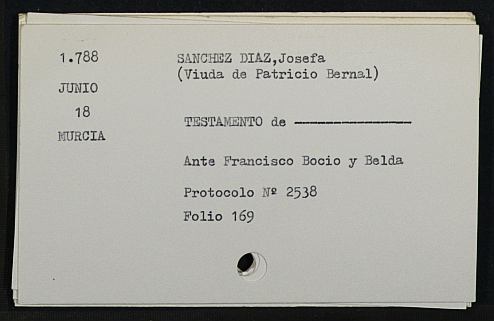 1.788
JUNIO
18
MURCIA
SANCHEZ DIAZ,Josefa
(Viuda de Patricio Bernal)
TESTAMENTO de ---------------
Ante Francisco Bocio y Belda
Protocolo Nº 2538
Folio 169